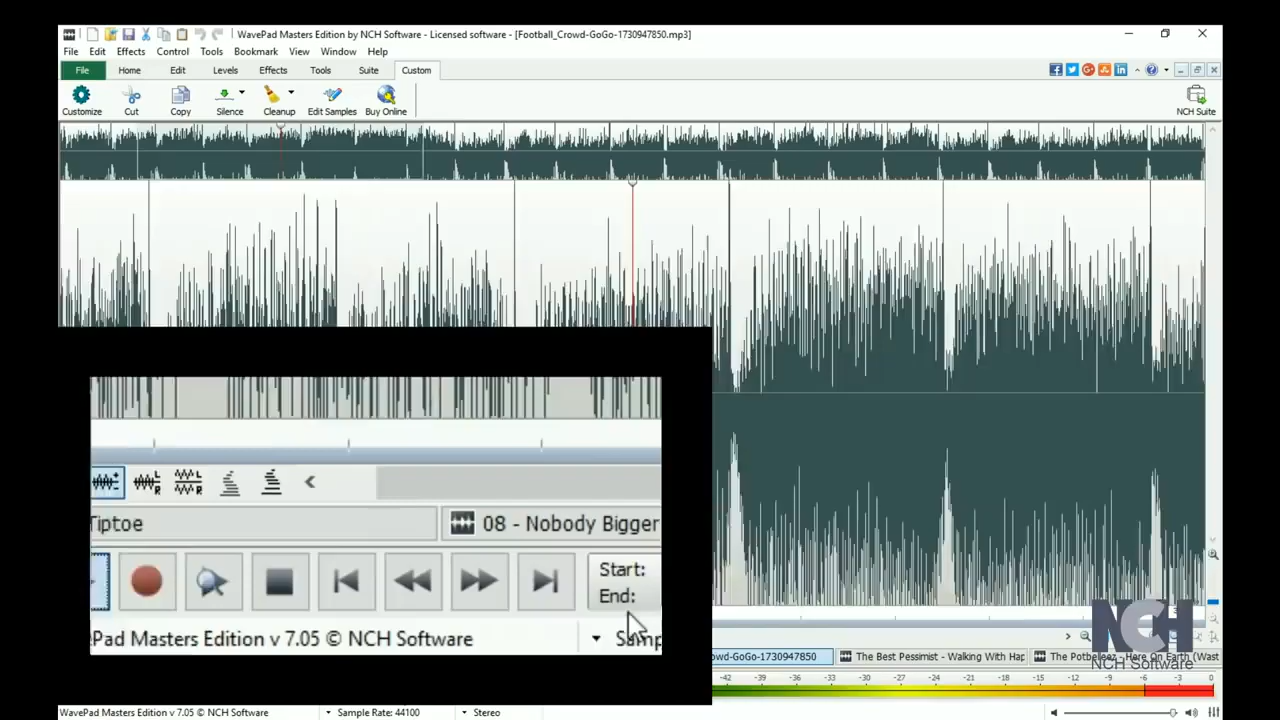 WavePad Masters Edition by NCH Software - Licensed software - [Football_Crowd-GoGo-1730947850.mp3]
File Edit Effects Control Tools Bookmark View Window Help
File Home Edit Levels Effects Tools Suite Custom
Customize Cut Copy Silence Cleanup Edit Samples Buy Online NCH Suite
Tiptoe 08 - Nobody Bigger
Start:
End:
Pad Masters Edition v 7.05 © NCH Software Samp
NCH
NCH Software
owd-GoGo-1730947850 The Best Pessimist - Walking With Hap The Potbelleez - Here On Earth (Wast
-42 -39 -36 -33 -30 -27 -24 -21 -18 -15 -12 -9 -6 -3 0
WavePad Masters Edition v 7.05 © NCH Software Sample Rate: 44100 Stereo